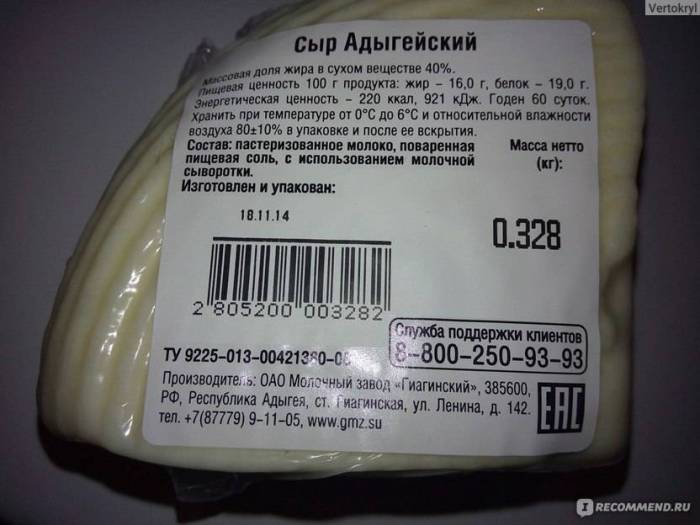 Vertokryl
Сыр Адыгейский
Массовая доля жира в сухом веществе 40%.
Пищевая ценность 100 г продукта: жир - 16,0 г, белок - 19,0 г.
Энергетическая ценность - 220 ккал, 921 кДж. Годен 60 суток.
Хранить при температуре от 0°С до 6°С и относительной влажности
воздуха 80±10% в упаковке и после ее вскрытия.
Состав: пастеризованное молоко, поваренная
пищевая соль, с использованием молочной
сыворотки.
Масса нетто
(кг):
Изготовлен и упакован:
18.11.14
0.328
2 805200 003282
Служба поддержки клиентов
8-800-250-93-93
ТУ 9225-013-00421380-08
Производитель: ОАО Молочный завод «Гиагинский», 385600,
РФ, Республика Адыгея, ст. Гиагинская, ул. Ленина, д. 142.
тел. +7(87779) 9-11-05, www.gmz.su
EAC
IRECOMMEND.RU